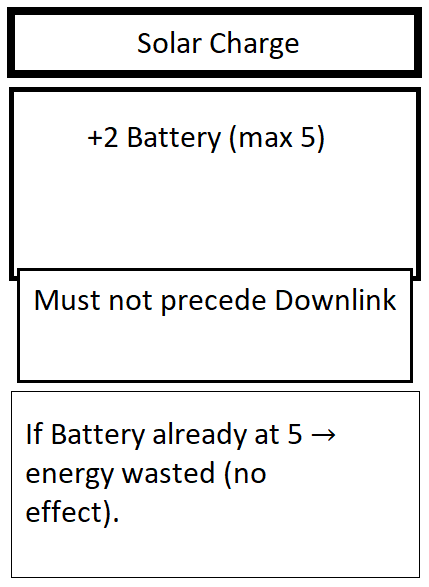 Solar Charge
+2 Battery (max 5)
Must not precede Downlink
If Battery already at 5 →
energy wasted (no
effect).